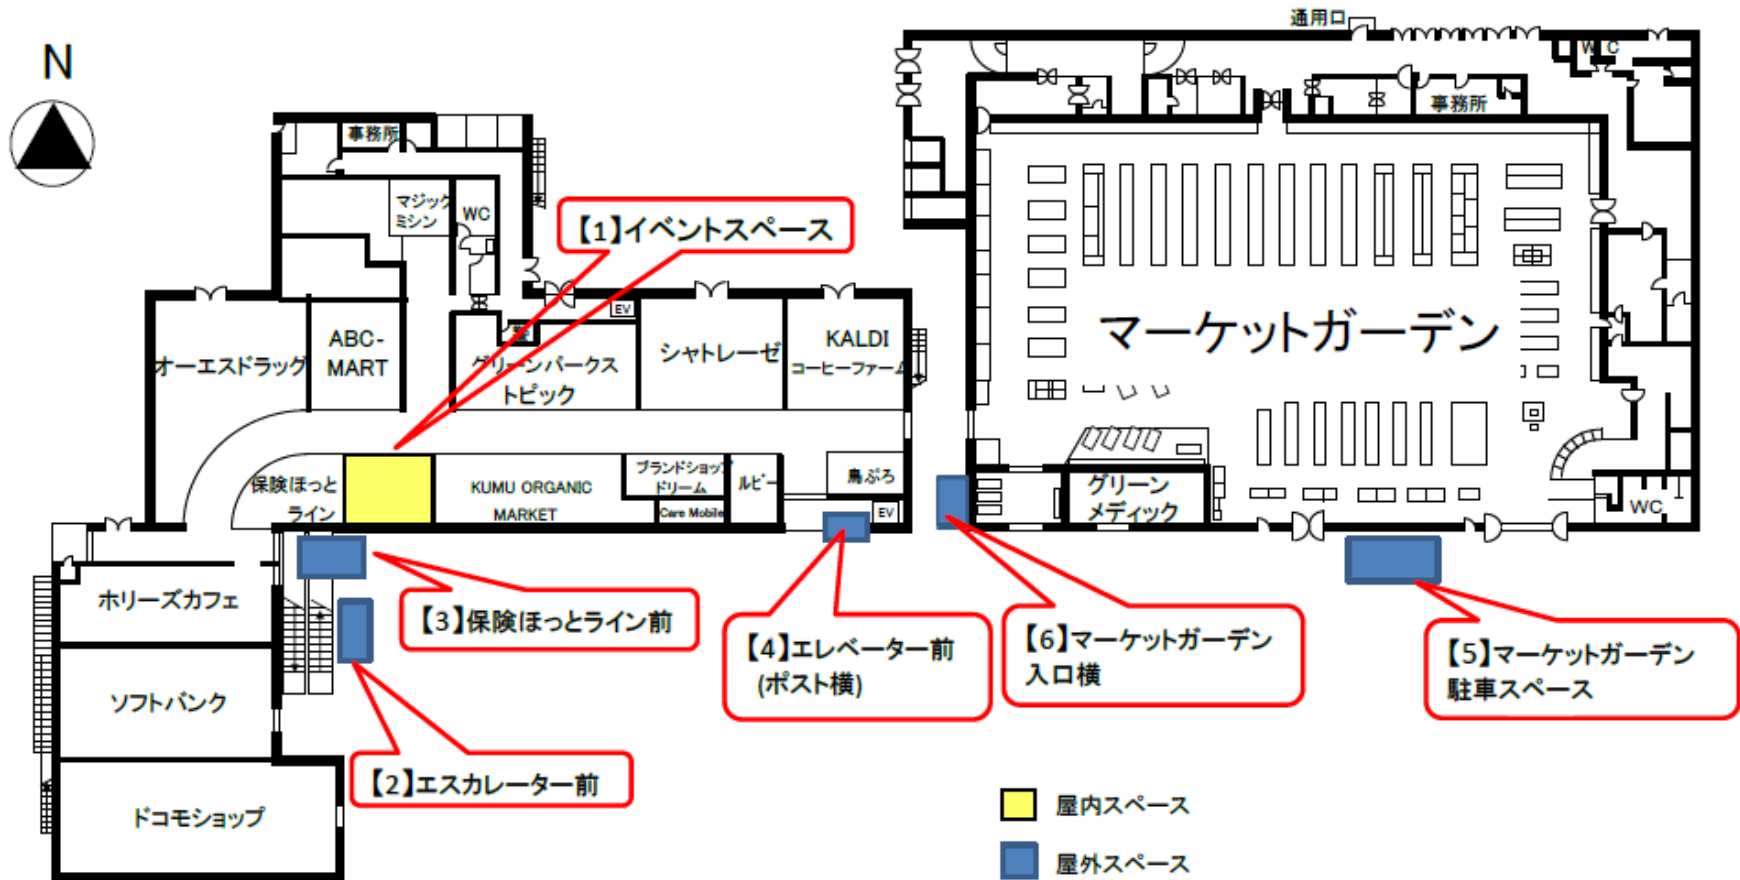 通用口
N
WC
事務所
事務所
マジック
ミシン
WC
【1】イベントスペース
EV
ABC-
MART
オーエスドラッグ
グリーンパークス
トピック
シャトレーゼ
KALDI
コーヒーファーム
マーケットガーデン
保険ほっと
ライン
KUMU ORGANIC
MARKET
ブランドショップ
ドリーム
Care Mobile
ルビー
鳥ぷろ
EV
グリーン
メディック
WC
ホリーズカフェ
【3】保険ほっとライン前
【4】エレベーター前
(ポスト横)
【6】マーケットガーデン
入口横
【5】マーケットガーデン
駐車スペース
ソフトバンク
【2】エスカレーター前
ドコモショップ
屋内スペース
屋外スペース